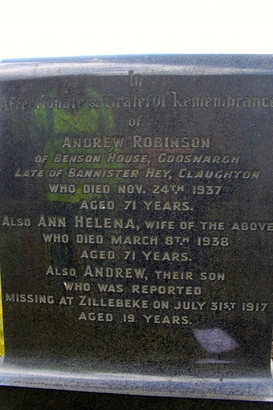 In
Affectionate & Grateful Remembrance
of
ANDREW ROBINSON
OF BENSON HOUSE, GOOSNARGH
LATE OF BANNISTER HEY, CLAUGHTON
WHO DIED NOV. 24TH 1937
AGED 71 YEARS.
ALSO ANN HELENA, WIFE OF THE ABOVE
WHO DIED MARCH 8TH 1938
AGED 71 YEARS.
ALSO ANDREW, THEIR SON
WHO WAS REPORTED
MISSING AT ZILLEBEKE ON JULY 31ST 1917
AGED 19 YEARS.